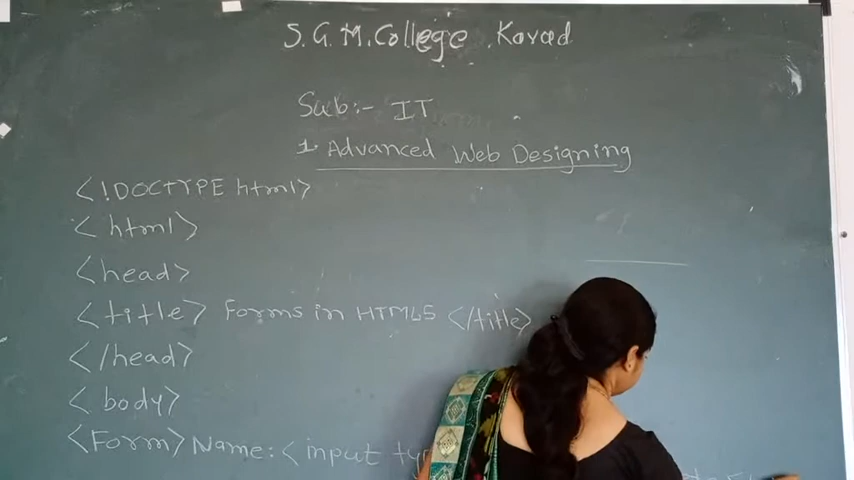 S.G.M.College Karad
Sub:- IT
1. Advanced Web Designing
<!DOCTYPE html>
<html>
<head>
<title> Forms in HTML5 </title>
</head>
<body>
<Form> Name: <input